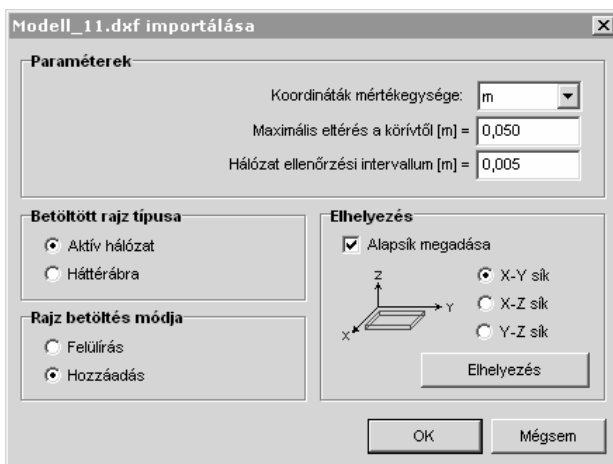 Modell_11.dxf importálása
Paraméterek
Koordináták mértékegysége: m
Maximális eltérés a körívtől [m] = 0,050
Hálózat ellenőrzési intervallum [m] = 0,005
Betöltött rajz típusa
Aktív hálózat
Háttérábra
Rajz betöltés módja
Felülírás
Hozzáadás
Elhelyezés
Alapsík megadása
Z
Y
X
X-Y sík
X-Z sík
Y-Z sík
Elhelyezés
OK
Mégsem